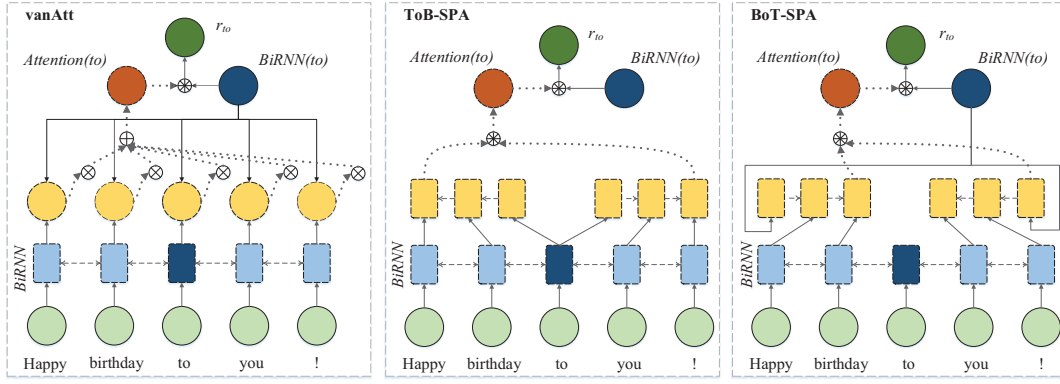 vanAtt
r_to
Attention(to)
BiRNN(to)
BiRNN
Happy birthday to you !
ToB-SPA
r_to
Attention(to)
BiRNN(to)
BiRNN
Happy birthday to you !
BoT-SPA
r_to
Attention(to)
BiRNN(to)
BiRNN
Happy birthday to you !